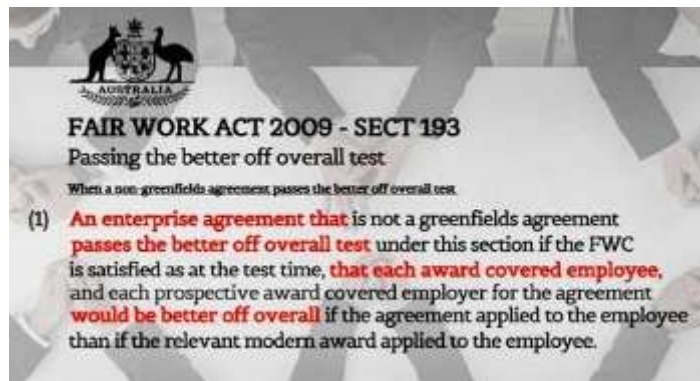 AUSTRALIA
FAIR WORK ACT 2009 - SECT 193
Passing the better off overall test
When a non-greenfields agreement passes the better off overall test
(1) An enterprise agreement that is not a greenfields agreement
passes the better off overall test under this section if the FWC
is satisfied as at the test time, that each award covered employee,
and each prospective award covered employer for the agreement
would be better off overall if the agreement applied to the employee
than if the relevant modern award applied to the employee.